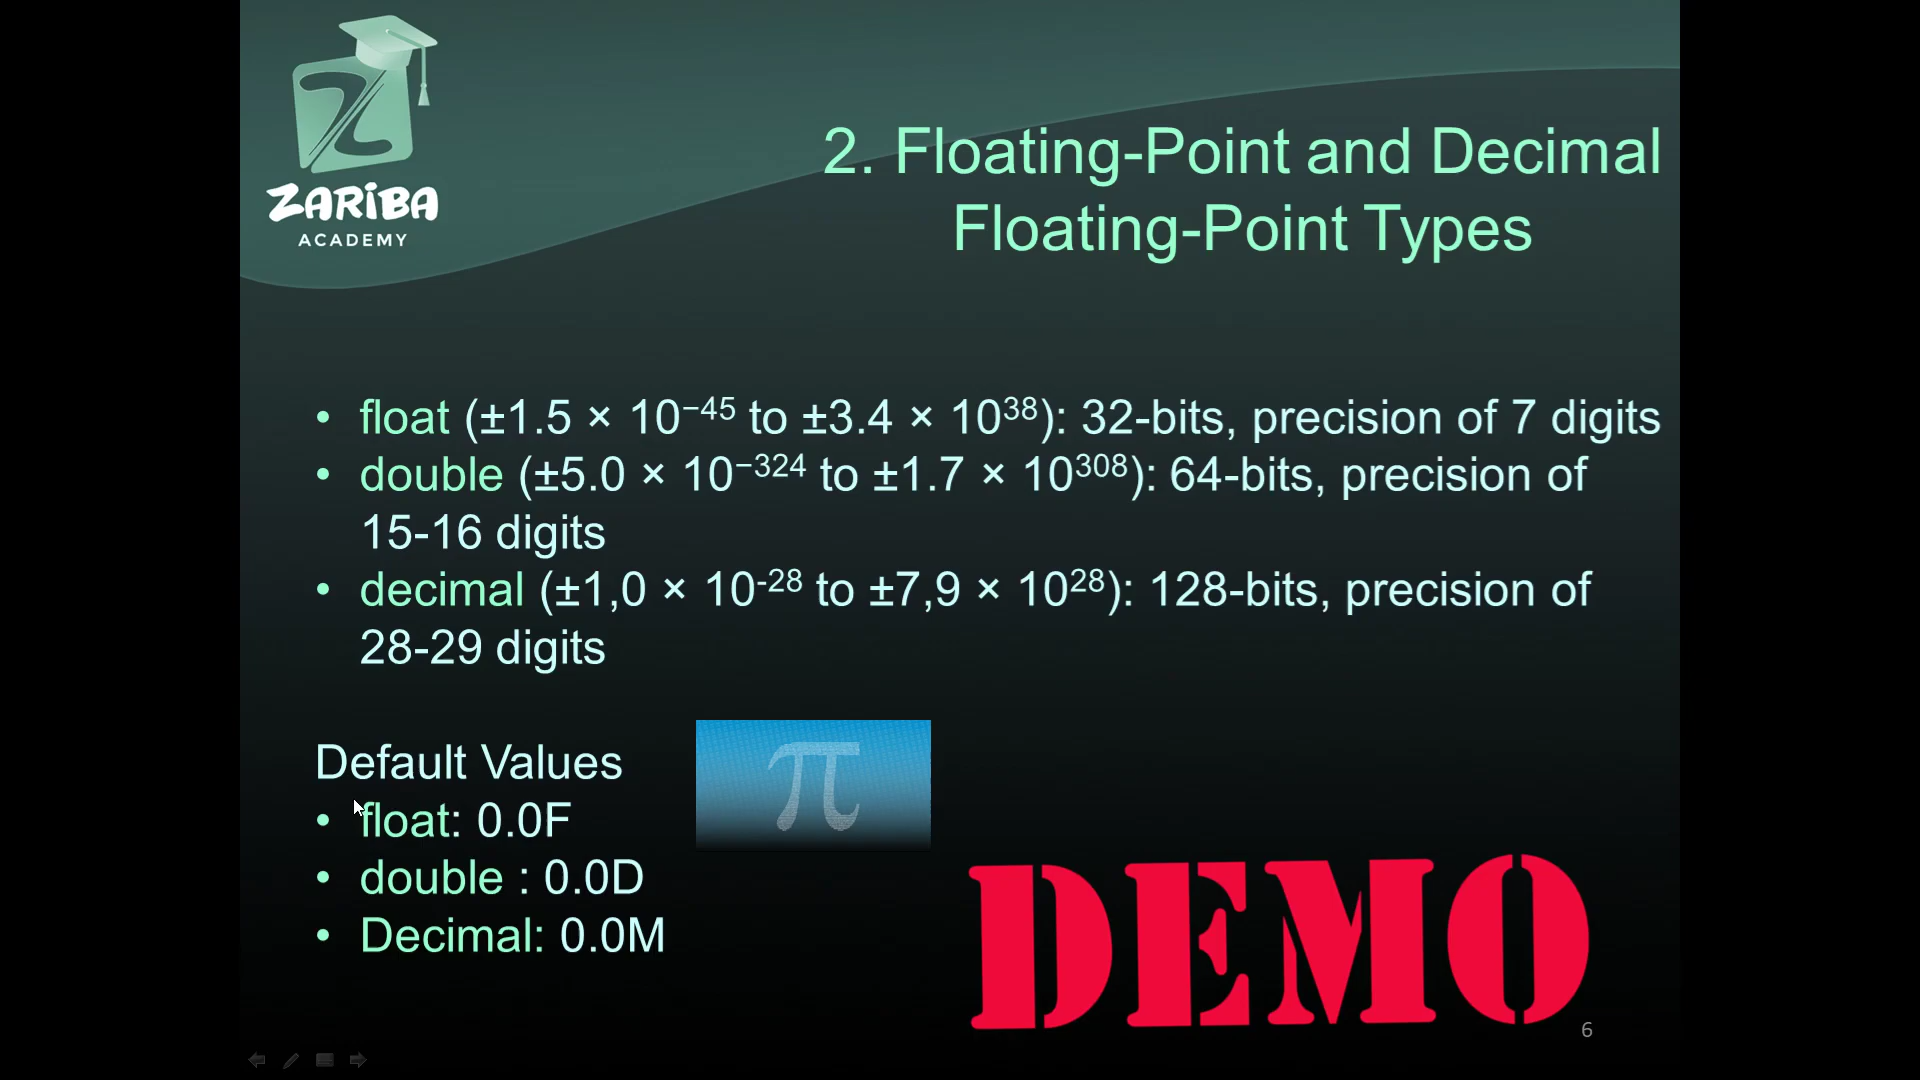 ZARiBA
ACADEMY
2. Floating-Point and Decimal
Floating-Point Types
• float (±1.5 × 10⁻⁴⁵ to ±3.4 × 10³⁸): 32-bits, precision of 7 digits
• double (±5.0 × 10⁻³²⁴ to ±1.7 × 10³⁰⁸): 64-bits, precision of
15-16 digits
• decimal (±1,0 × 10⁻²⁸ to ±7,9 × 10²⁸): 128-bits, precision of
28-29 digits
Default Values
• float: 0.0F
• double : 0.0D
• Decimal: 0.0M
π
DEMO
6